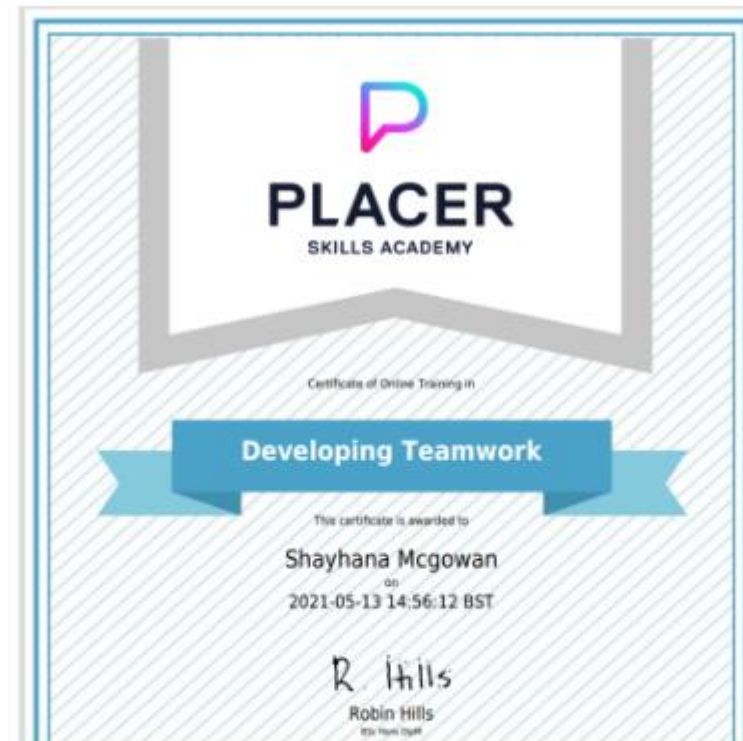 PLACER
SKILLS ACADEMY
Certificate of Online Training in
Developing Teamwork
This certificate is awarded to
Shayhana Mcgowan
on
2021-05-13 14:56:12 BST
R. Hills
Robin Hills